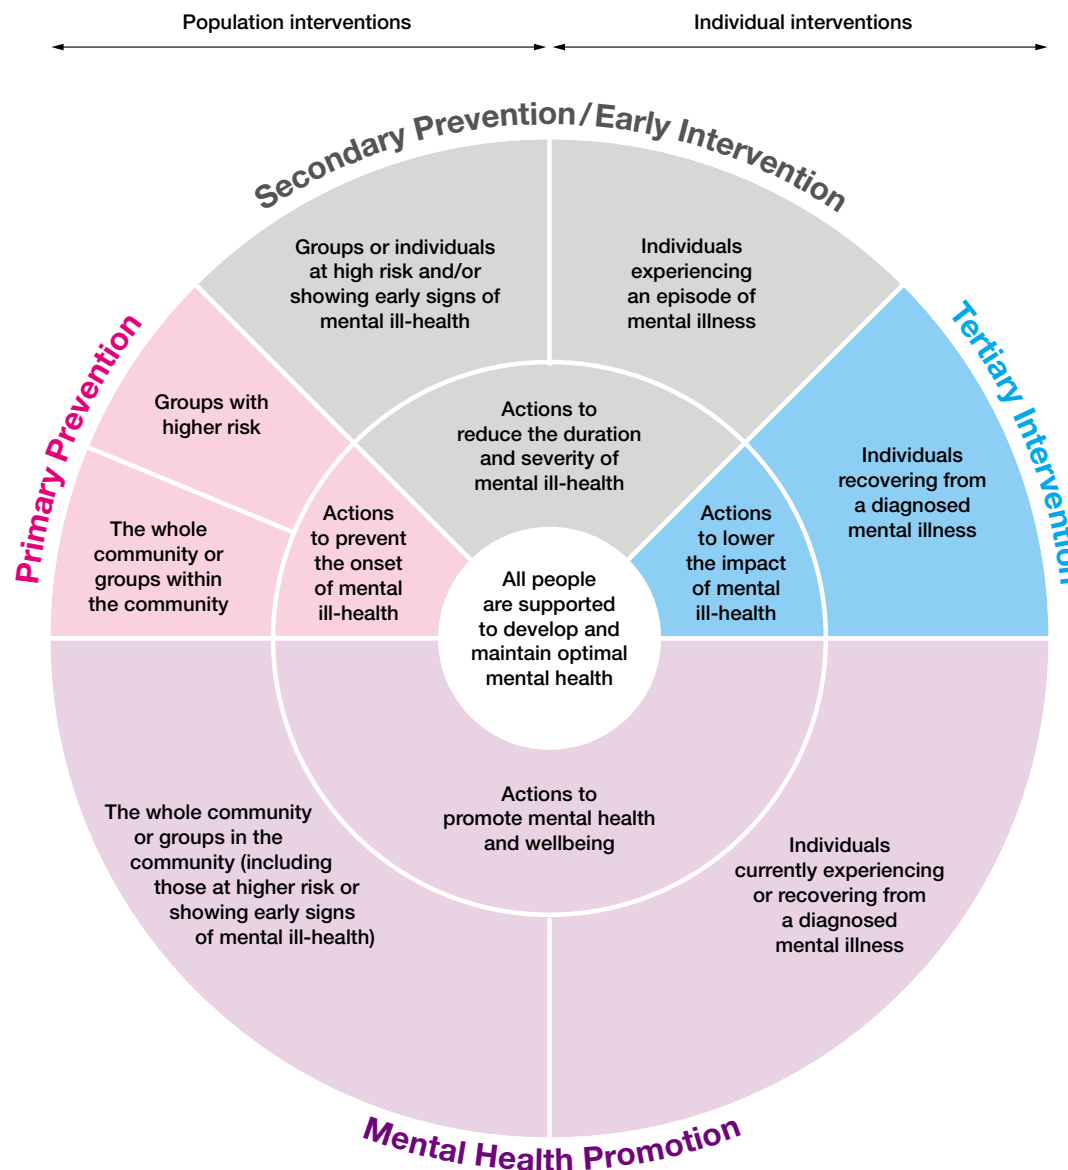 Population interventions
Individual interventions
Secondary Prevention/Early Intervention
Groups or individuals
at high risk and/or
showing early signs of
mental ill-health
Individuals
experiencing
an episode of
mental illness
Primary Prevention
Groups with
higher risk
The whole
community or
groups within
the community
Actions
to prevent
the onset
of mental
ill-health
Actions to
reduce the duration
and severity of
mental ill-health
Actions
to lower
the impact
of mental
ill-health
Tertiary Intervention
Individuals
recovering from
a diagnosed
mental illness
All people
are supported
to develop and
maintain optimal
mental health
Actions to
promote mental health
and wellbeing
The whole community
or groups in the
community (including
those at higher risk or
showing early signs
of mental ill-health)
Individuals
currently experiencing
or recovering from
a diagnosed
mental illness
Mental Health Promotion